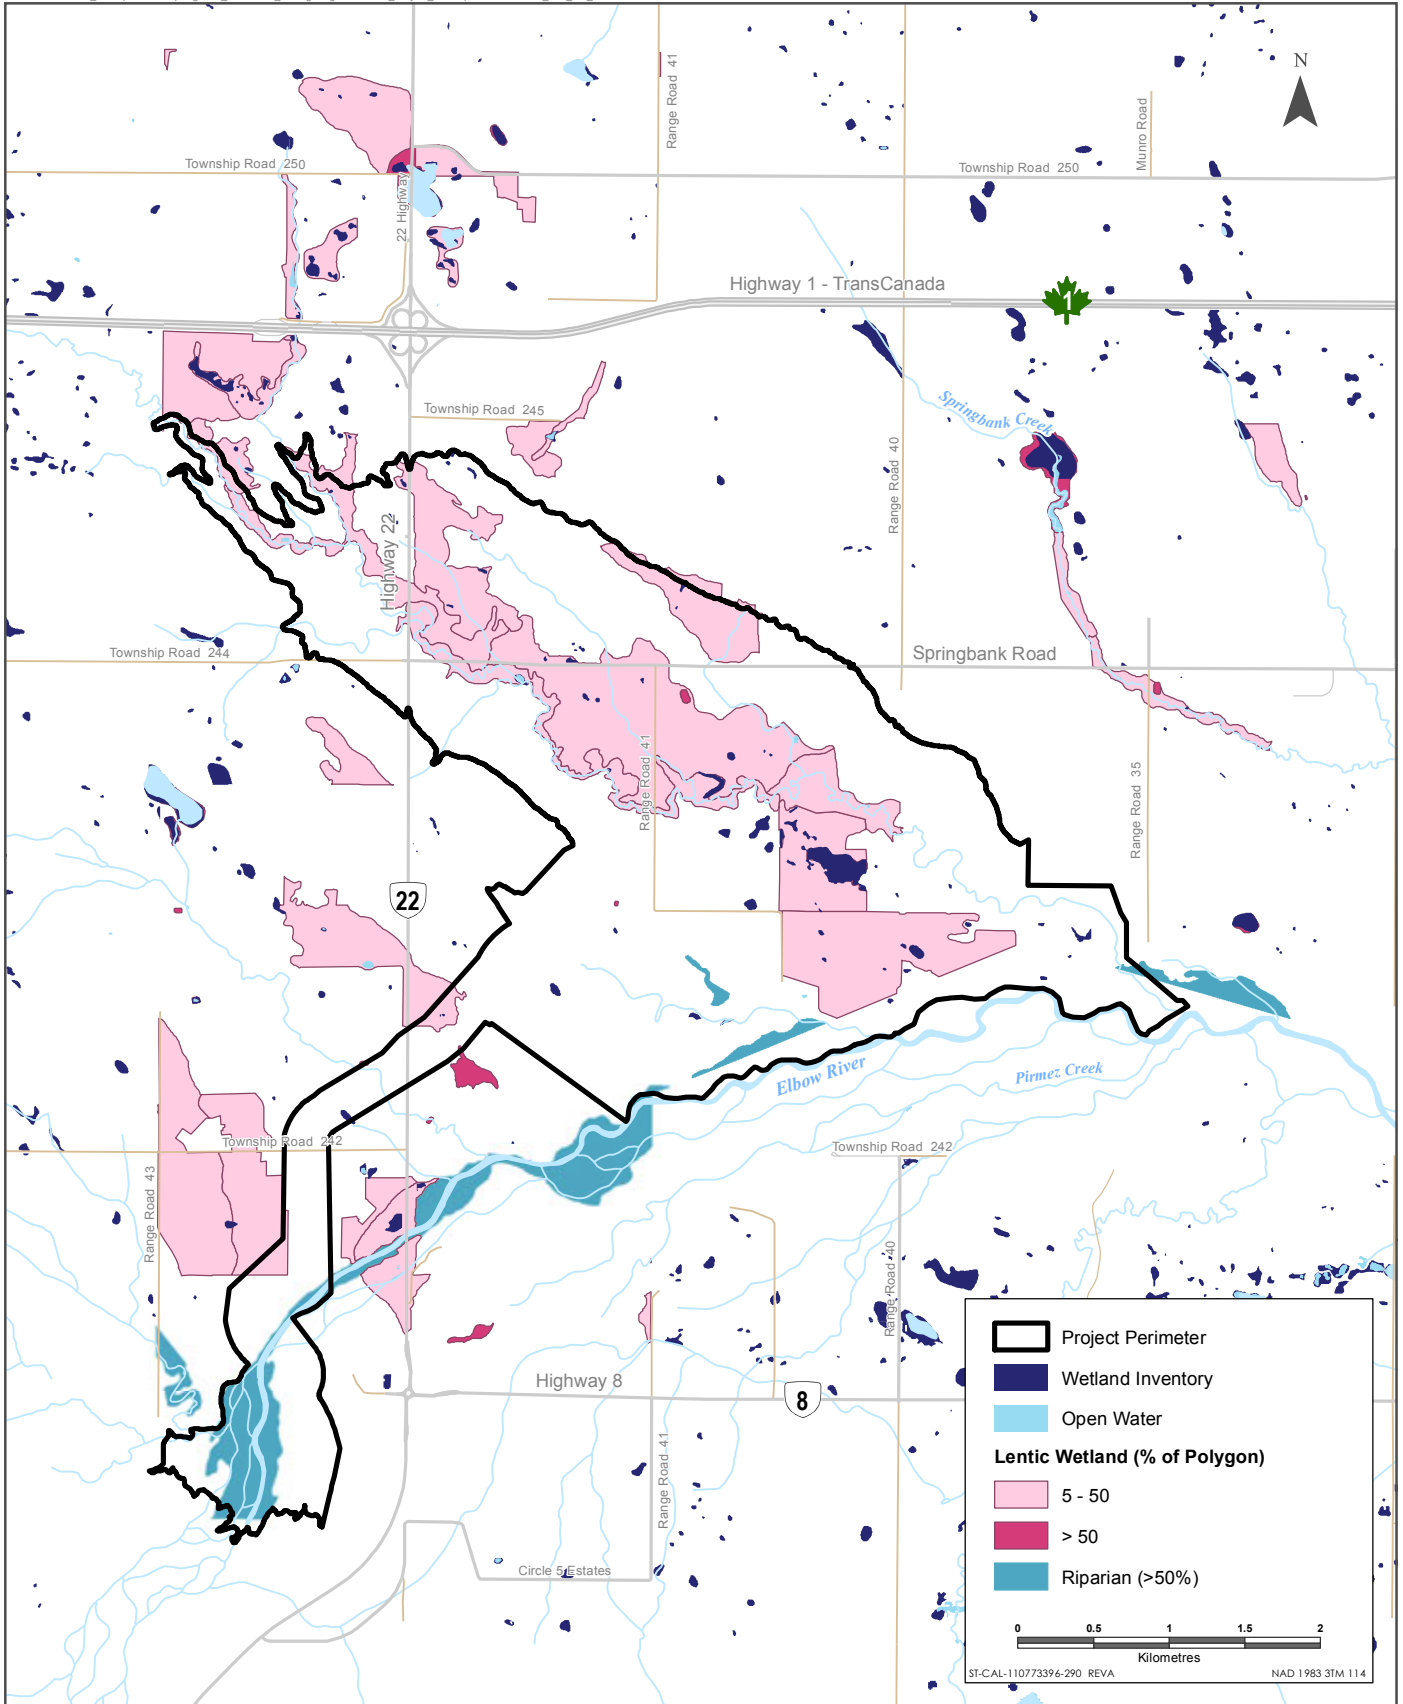 N
Range Road 41
Munro Road
Township Road 250
Township Road 250
22 Highway
Highway 1 - TransCanada
1
Township Road 245
Springbank Creek
Range Road 40
Highway 22
Township Road 244
Springbank Road
Range Road 41
Range Road 35
22
Elbow River
Pirmez Creek
Township Road 242
Township Road 242
Range Road 43
Range Road 40
Highway 8
8
Range Road 41
Circle 5 Estates
Project Perimeter
Wetland Inventory
Open Water
Lentic Wetland (% of Polygon)
5 - 50
> 50
Riparian (>50%)
0 0.5 1 1.5 2
Kilometres
ST-CAL-110773396-290 REVA NAD 1983 3TM 114